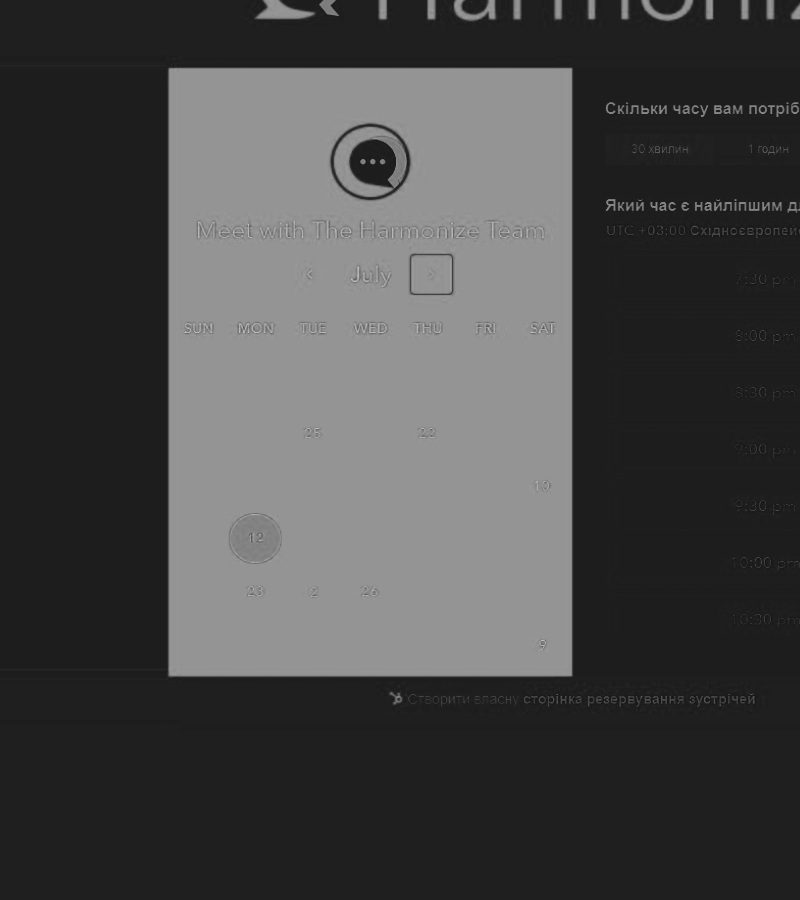 Harmoniz
Meet with The Harmonize Team
July
SUN MON TUE WED THU FRI SAT
25 22
10
12
23 2 26
9
Скільки часу вам потріб
30 хвилин 1 годин
Який час є найліпшим д
UTC +03:00 Східноєвропей
7:30 pm
8:00 pm
8:30 pm
9:00 pm
9:30 pm
10:00 pm
10:30 pm
Створити власну сторінка резервування зустрічей